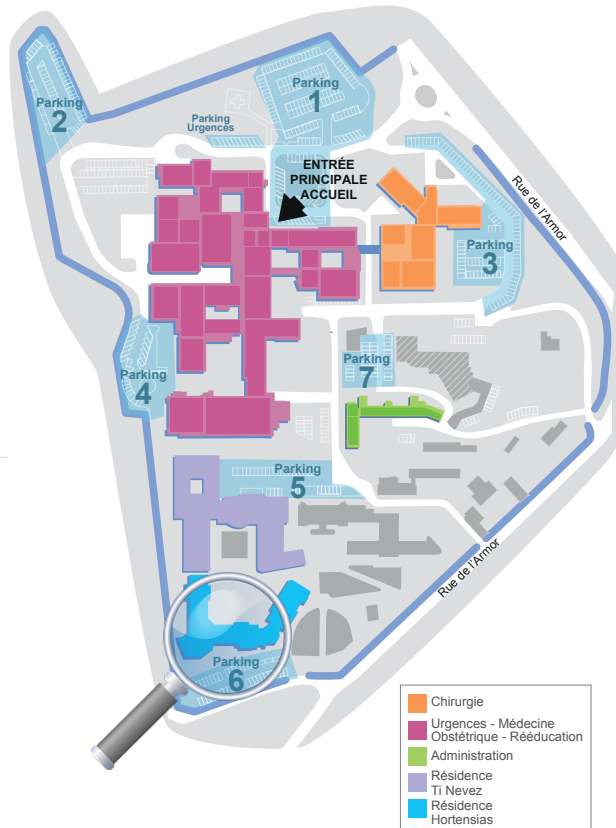 Parking
1
Parking
2
Parking
Urgences
ENTRÉE
PRINCIPALE
ACCUEIL
Rue de l'Armor
Parking
3
Parking
4
Parking
7
Parking
5
Rue de l'Armor
Parking
6
Chirurgie
Urgences - Médecine
Obstétrique - Rééducation
Administration
Résidence
Ti Nevez
Résidence
Hortensias